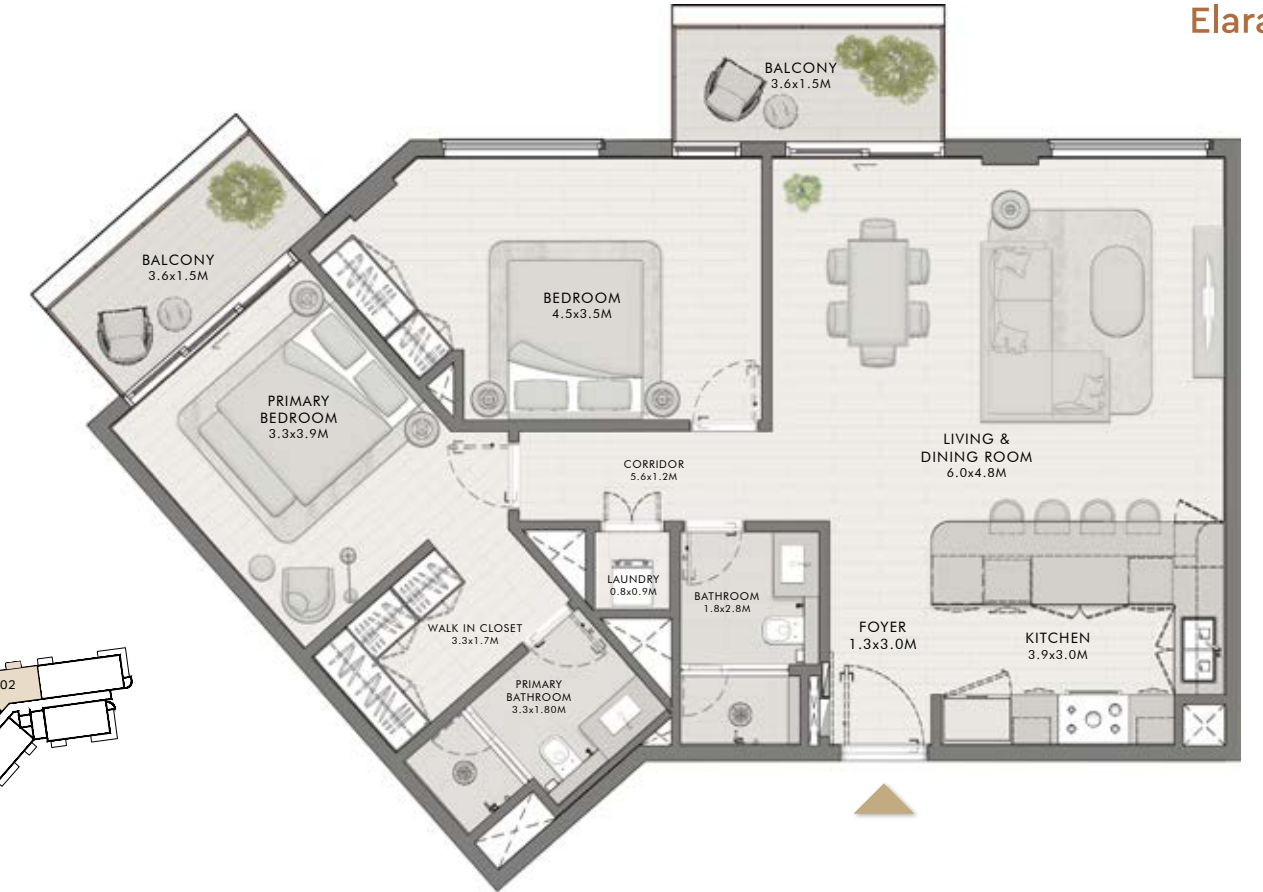 Elara
BALCONY
3.6x1.5M
BALCONY
3.6x1.5M
BEDROOM
4.5x3.5M
PRIMARY
BEDROOM
3.3x3.9M
LIVING &
DINING ROOM
6.0x4.8M
CORRIDOR
5.6x1.2M
LAUNDRY
0.8x0.9M
BATHROOM
1.8x2.8M
WALK IN CLOSET
3.3x1.7M
FOYER
1.3x3.0M
KITCHEN
3.9x3.0M
PRIMARY
BATHROOM
3.3x1.80M
02